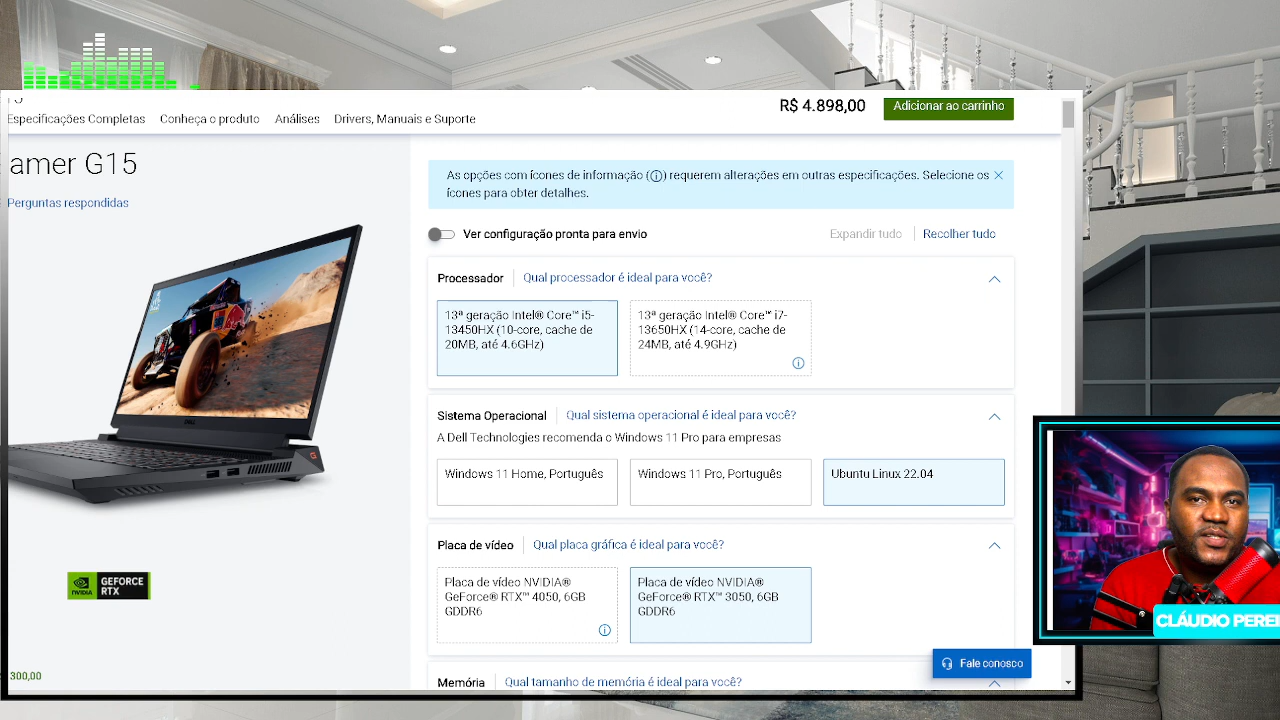 R$ 4.898,00
Adicionar ao carrinho
Especificações Completas
Conheça o produto
Análises
Drivers, Manuais e Suporte
amer G15
Perguntas respondidas
As opções com ícones de informação (ⓘ) requerem alterações em outras especificações. Selecione os
ícones para obter detalhes.
Ver configuração pronta para envio
Expandir tudo
Recolher tudo
Processador
Qual processador é ideal para você?
13ª geração Intel® Core™ i5-
13450HX (10-core, cache de
20MB, até 4.6GHz)
13ª geração Intel® Core™ i7-
13650HX (14-core, cache de
24MB, até 4.9GHz)
Sistema Operacional
Qual sistema operacional é ideal para você?
A Dell Technologies recomenda o Windows 11 Pro para empresas
Windows 11 Home, Português
Windows 11 Pro, Português
Ubuntu Linux 22.04
Placa de vídeo
Qual placa gráfica é ideal para você?
Placa de vídeo NVIDIA®
GeForce® RTX™ 4050, 6GB
GDDR6
Placa de vídeo NVIDIA®
GeForce® RTX™ 3050, 6GB
GDDR6
DELL
NVIDIA
GEFORCE
RTX
Fale conosco
CLÁUDIO PEREI
300,00
Memória
Qual tamanho de memória é ideal para você?